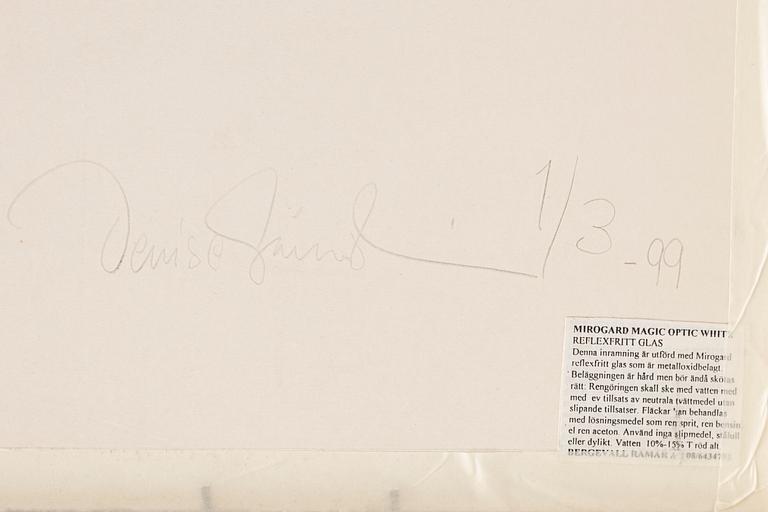 Denise 1/3 -99
MIROGARD MAGIC OPTIC WHITE
REFLEXFRITT GLAS
Denna inramning är utförd med Mirogard
reflexfritt glas som är metalloxidbelagt.
Beläggningen är hård men bör ändå skötas
rätt: Rengöringen skall ske med vatten med
med ev tillsats av neutrala tvättmedel utan
slipande tillsatser. Fläckar kan behandlas
med lösningsmedel som ren sprit, ren bensin
el ren aceton. Använd inga slipmedel, stålull
eller dylikt. Vatten 10%-15% T röd alt
BERGEVALL RAMAR